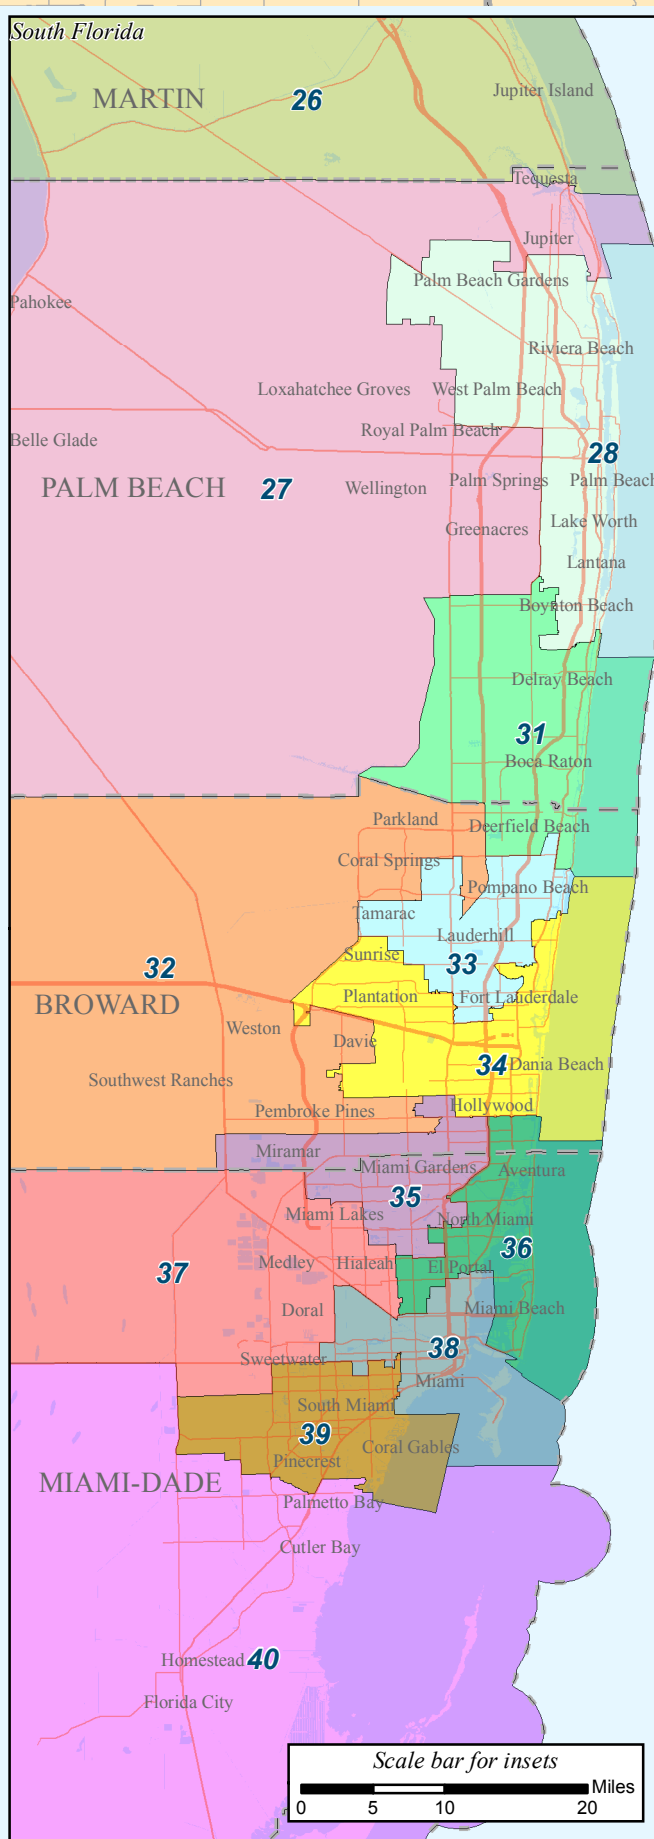 South Florida
Jupiter Island
MARTIN
26
Tequesta
Jupiter
Palm Beach Gardens
Pahokee
Riviera Beach
Loxahatchee Groves
West Palm Beach
Royal Palm Beach
Belle Glade
28
Palm Springs
Palm Beach
PALM BEACH
27
Wellington
Greenacres
Lake Worth
Lantana
Boynton Beach
Delray Beach
31
Boca Raton
Parkland
Deerfield Beach
Coral Springs
Pompano Beach
Tamarac
Lauderhill
Sunrise
32
33
Plantation
Fort Lauderdale
BROWARD
Weston
Davie
34
Dania Beach
Southwest Ranches
Hollywood
Pembroke Pines
Miramar
Miami Gardens
Aventura
35
Miami Lakes
North Miami
36
Medley
Hialeah
El Portal
37
Doral
Miami Beach
38
Sweetwater
Miami
South Miami
39
Coral Gables
Pinecrest
MIAMI-DADE
Palmetto Bay
Cutler Bay
Homestead
40
Florida City
Scale bar for insets
Miles
0 5 10 20